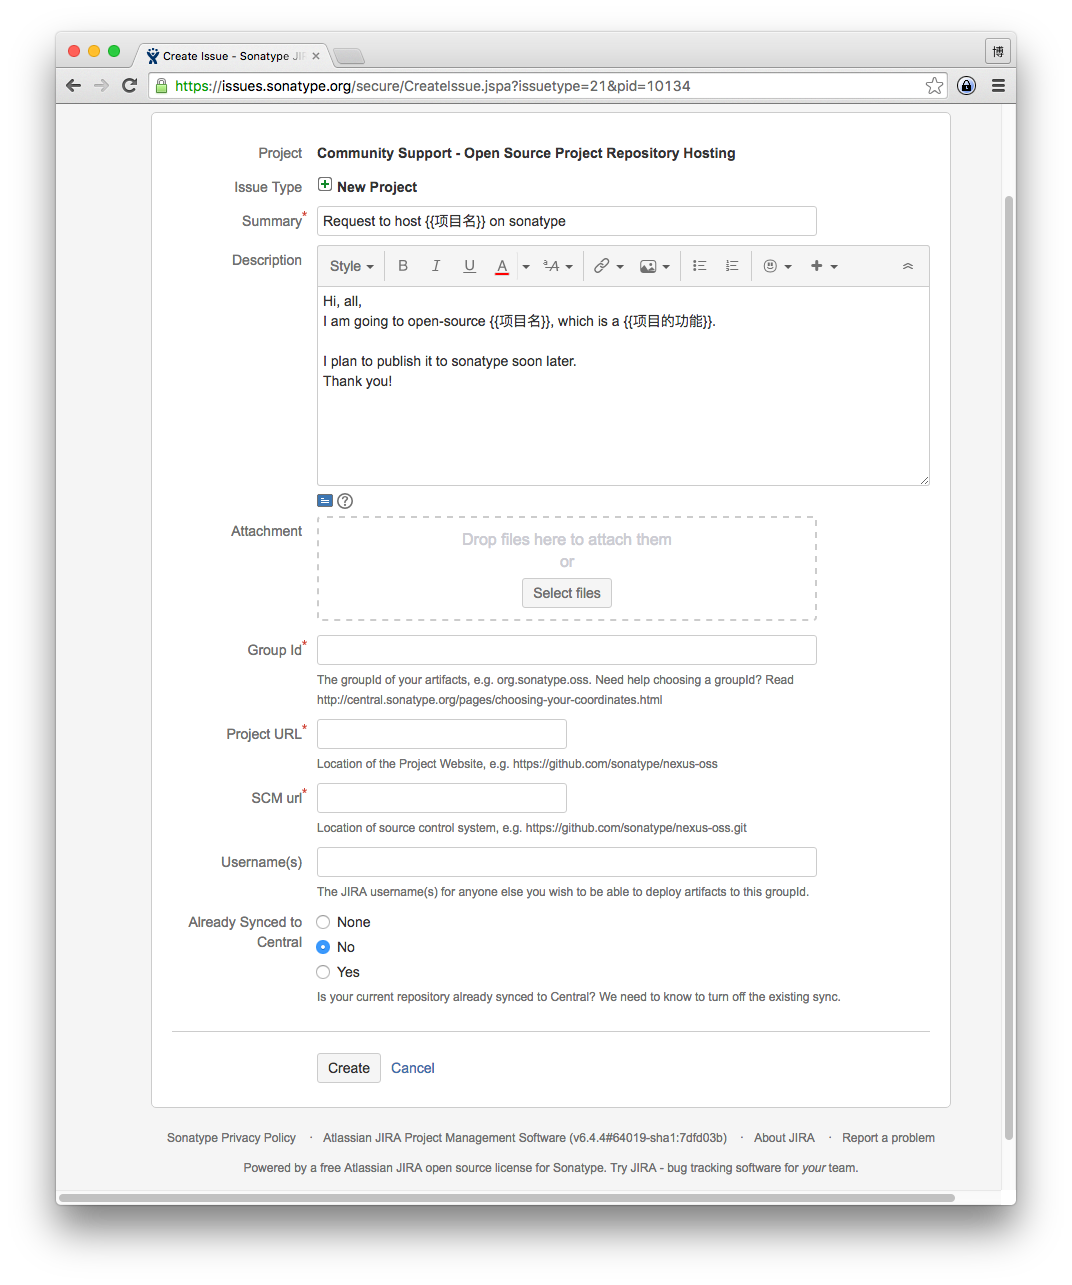 Create Issue - Sonatype JIR
博
https://issues.sonatype.org/secure/CreateIssue.jspa?issuetype=21&pid=10134
Project Community Support - Open Source Project Repository Hosting
Issue Type New Project
Summary* Request to host {{项目名}} on sonatype
Description Style B I U A ªA
Hi, all,
I am going to open-source {{项目名}}, which is a {{项目的功能}}.
I plan to publish it to sonatype soon later.
Thank you!
Attachment
Drop files here to attach them
or
Select files
Group Id*
The groupId of your artifacts, e.g. org.sonatype.oss. Need help choosing a groupId? Read
http://central.sonatype.org/pages/choosing-your-coordinates.html
Project URL*
Location of the Project Website, e.g. https://github.com/sonatype/nexus-oss
SCM url*
Location of source control system, e.g. https://github.com/sonatype/nexus-oss.git
Username(s)
The JIRA username(s) for anyone else you wish to be able to deploy artifacts to this groupId.
Already Synced to
Central
None
No
Yes
Is your current repository already synced to Central? We need to know to turn off the existing sync.
Create Cancel
Sonatype Privacy Policy · Atlassian JIRA Project Management Software (v6.4.4#64019-sha1:7dfd03b) · About JIRA · Report a problem
Powered by a free Atlassian JIRA open source license for Sonatype. Try JIRA - bug tracking software for your team.